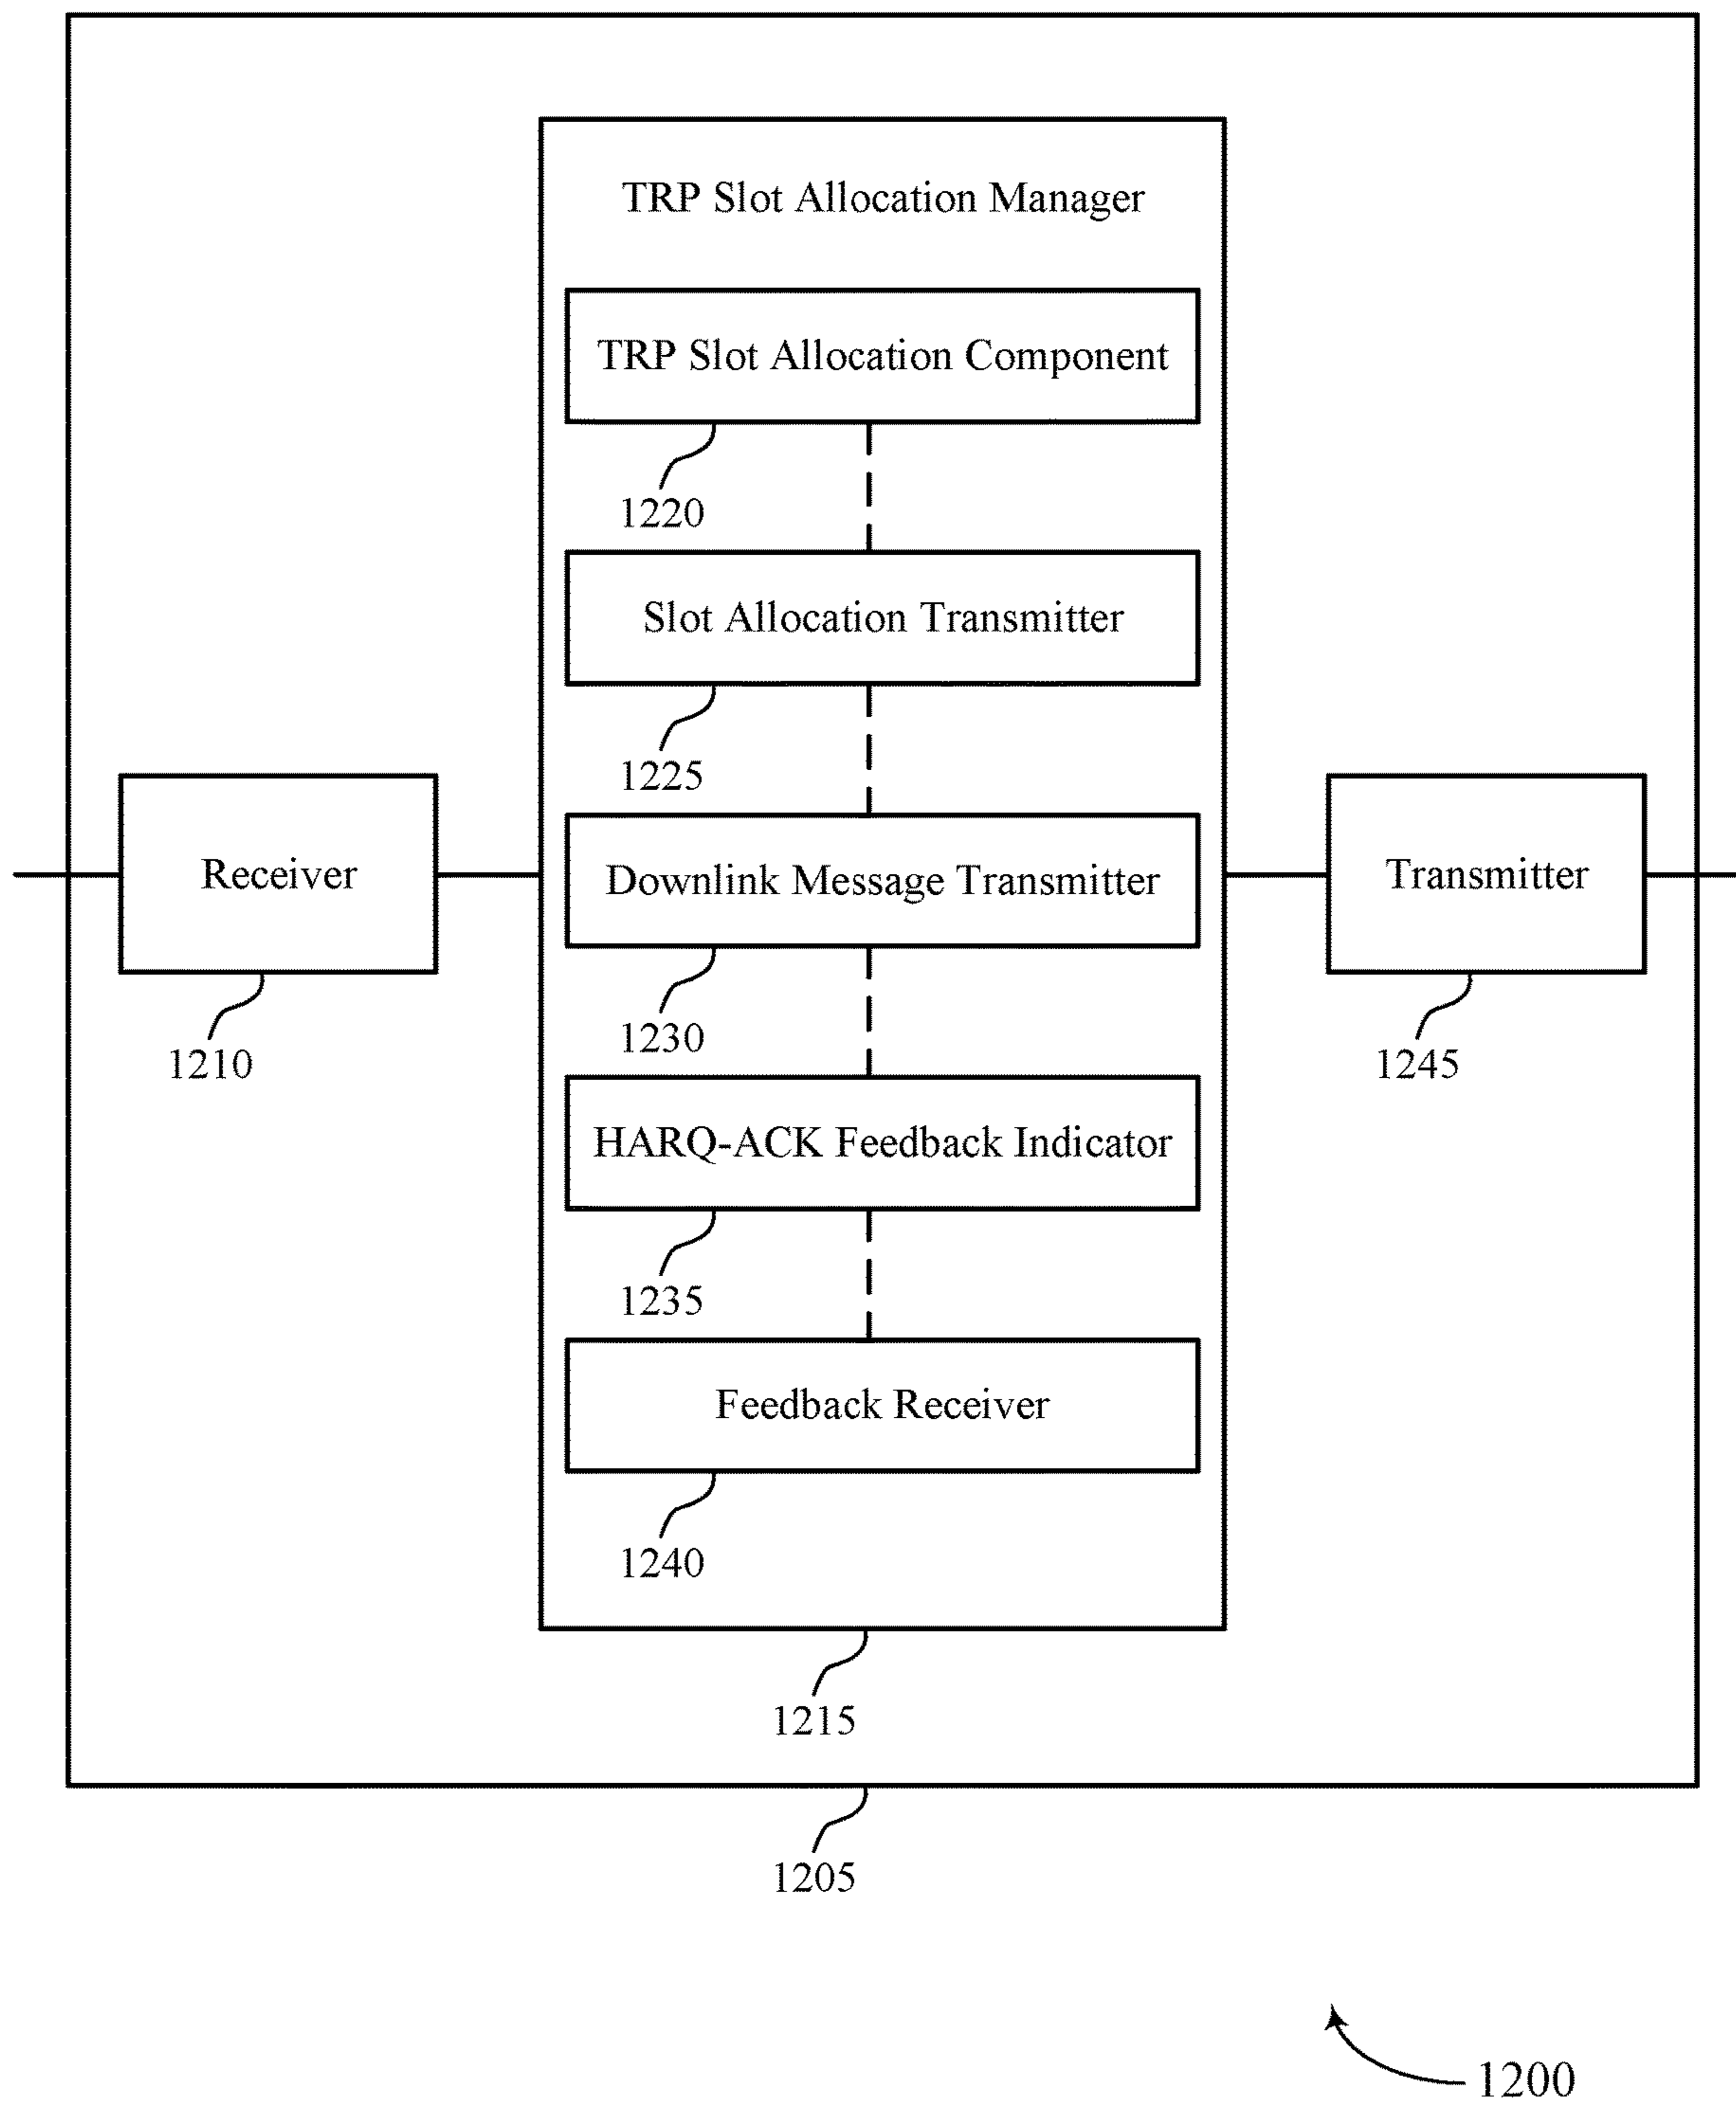 TRP Slot Allocation Manager
TRP Slot Allocation Component
1220
Slot Allocation Transmitter
1225
Receiver
Downlink Message Transmitter
Transmitter
1210
1230
1245
HARQ-ACK Feedback Indicator
1235
Feedback Receiver
1240
1215
1205
1200